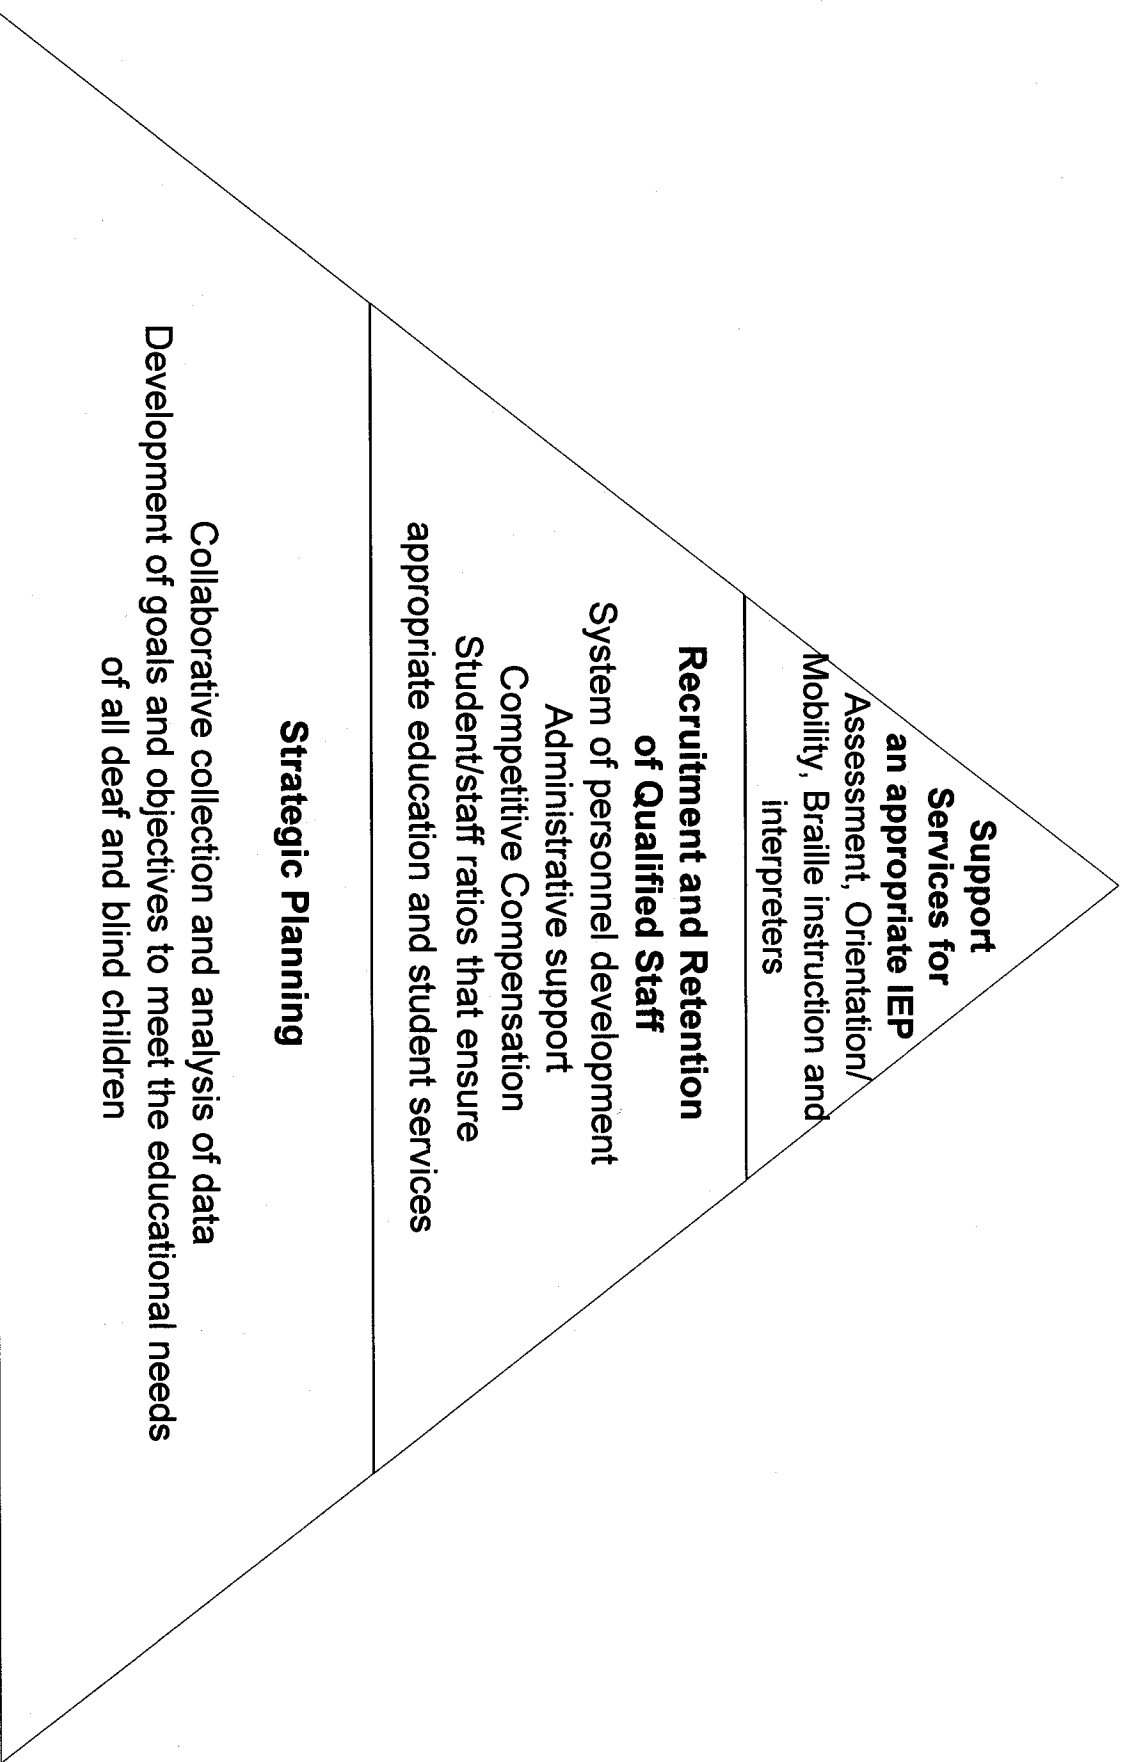 Support
Services for
an appropriate IEP
Assessment, Orientation/
Mobility, Braille instruction and
interpreters
Recruitment and Retention
of Qualified Staff
System of personnel development
Administrative support
Competitive Compensation
Student/staff ratios that ensure
appropriate education and student services
Strategic Planning
Collaborative collection and analysis of data
Development of goals and objectives to meet the educational needs
of all deaf and blind children